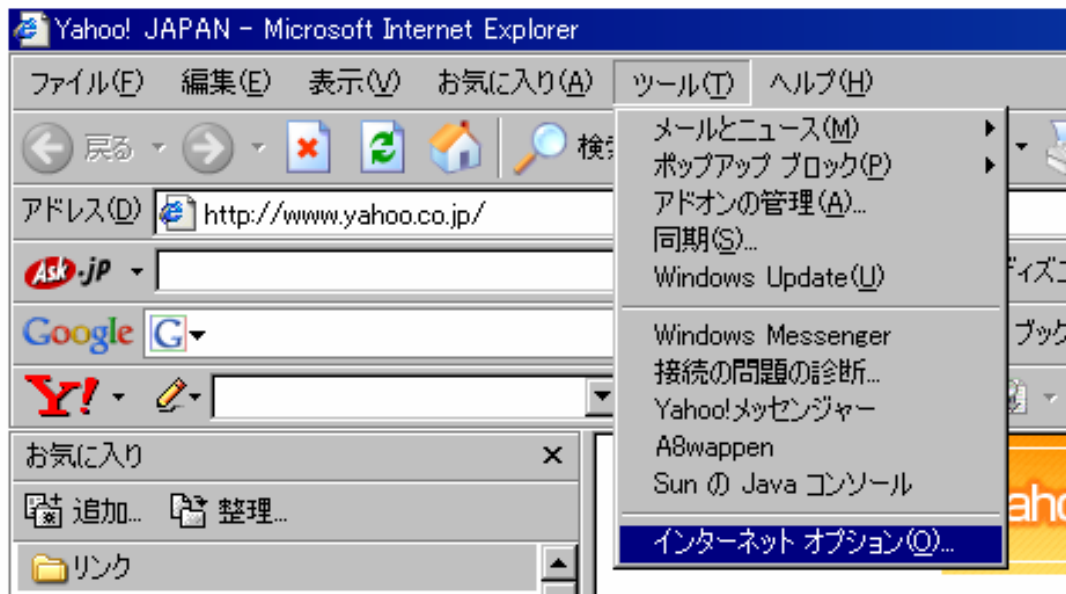 Yahoo! JAPAN - Microsoft Internet Explorer
ファイル(F) 編集(E) 表示(V) お気に入り(A) ツール(T) ヘルプ(H)
戻る
アドレス(D) http://www.yahoo.co.jp/
Ask.jp
Google G
Y!
お気に入り
追加... 整理...
リンク
メールとニュース(M)
ポップアップ ブロック(P)
アドオンの管理(A)...
同期(S)...
Windows Update(U)
Windows Messenger
接続の問題の診断...
Yahoo!メッセンジャー
A8wappen
Sun の Java コンソール
インターネット オプション(O)...